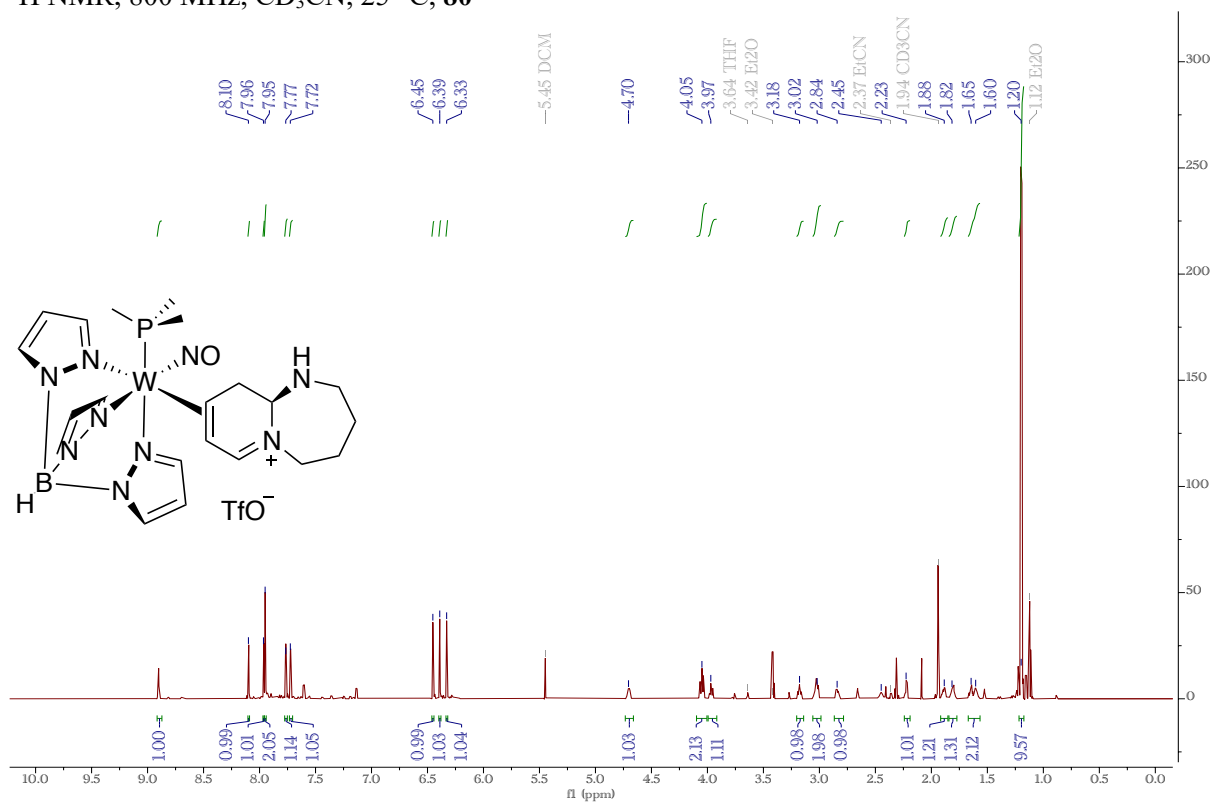 ¹H NMR, 800 MHz, CD₃CN, 25 °C, 80
8.10
7.96
7.95
7.77
7.72
6.45
6.39
6.33
5.45 DCM
4.70
4.05
3.97
3.64 THF
3.42 Et2O
3.18
3.02
2.84
2.45
2.37 EtCN
2.23
1.94 CD3CN
1.88
1.82
1.65
1.60
1.20
1.12 Et2O
300
250
200
150
100
50
0
P
N
NO
W
H
N
N
N
N
N
N
N⁺
B
H
TfO⁻
1.00
0.99
1.01
2.05
1.14
1.05
0.99
1.03
1.04
1.03
2.13
1.11
0.98
1.98
0.98
1.01
1.21
1.31
2.12
9.57
10.0 9.5 9.0 8.5 8.0 7.5 7.0 6.5 6.0 5.5 5.0 4.5 4.0 3.5 3.0 2.5 2.0 1.5 1.0 0.5 0.0
f1 (ppm)